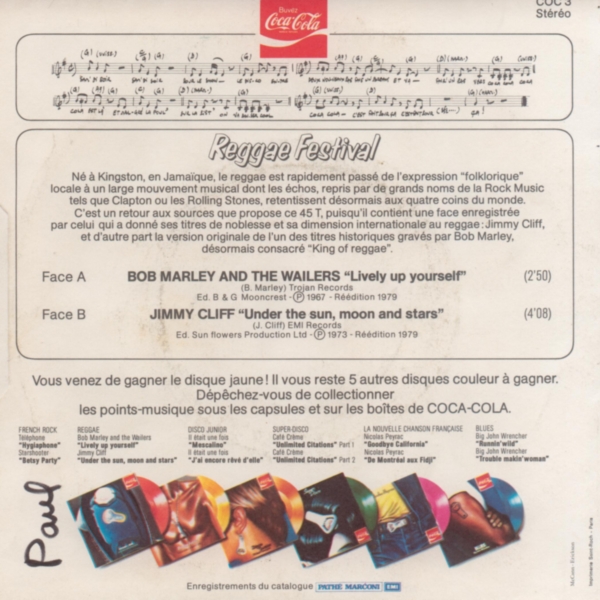 COC 3
Stéréo
Buvez
Coca-Cola
Reggae Festival
Né à Kingston, en Jamaïque, le reggae est rapidement passé de l'expression “folklorique”
locale à un large mouvement musical dont les échos, repris par de grands noms de la Rock Music
tels que Clapton ou les Rolling Stones, retentissent désormais aux quatre coins du monde.
C'est un retour aux sources que propose ce 45 T, puisqu'il contient une face enregistrée
par celui qui a donné ses titres de noblesse et sa dimension internationale au reggae: Jimmy Cliff,
et d'autre part la version originale de l'un des titres historiques gravés par Bob Marley,
désormais consacré “King of reggae”.
Face A BOB MARLEY AND THE WAILERS “Lively up yourself” (2'50)
(B. Marley) Trojan Records
Ed. B & G Mooncrest - Ⓟ 1967 - Réédition 1979
Face B JIMMY CLIFF “Under the sun, moon and stars” (4'08)
(J. Cliff) EMI Records
Ed. Sun flowers Production Ltd - Ⓟ 1973 - Réédition 1979
Vous venez de gagner le disque jaune! Il vous reste 5 autres disques couleur à gagner.
Dépêchez-vous de collectionner
les points-musique sous les capsules et sur les boîtes de COCA-COLA.
FRENCH ROCK REGGAE DISCO JUNIOR SUPER-DISCO LA NOUVELLE CHANSON FRANÇAISE BLUES
Téléphone Bob Marley and the Wailers Il était une fois Café Crème Nicolas Peyrac Big John Wrencher
“Hygiaphone” “Lively up yourself” “Mescaline” “Unlimited Citations” Part 1 “Goodbye California” “Runnin' wild”
Starshooter Jimmy Cliff Il était une fois Café Crème Nicolas Peyrac Big John Wrencher
“Betsy Party” “Under the sun, moon and stars” “J'ai encore rêvé d'elle” “Unlimited Citations” Part 2 “De Montréal aux Fidji” “Trouble makin' woman”
Paul
Enregistrements du catalogue PATHE MARCONI EMI
McCann Erickson
Imprimerie Saint-Roch - Paris